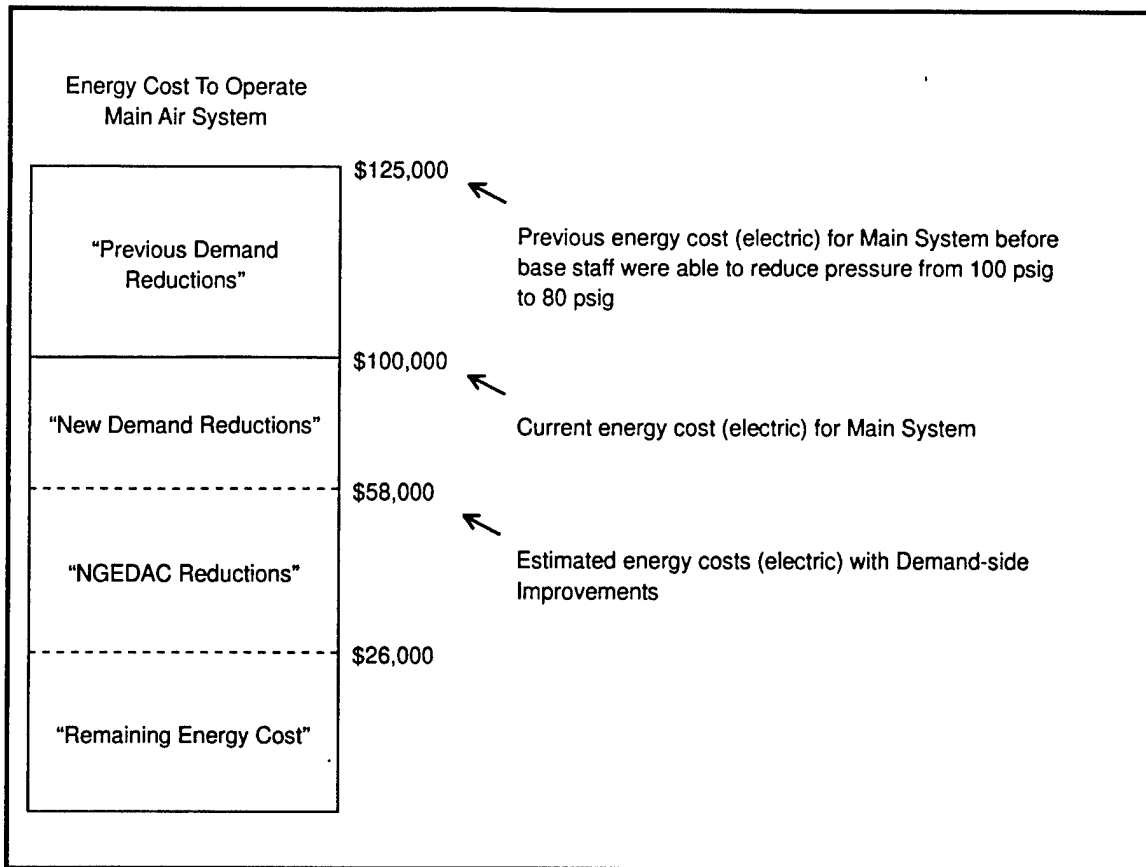 Energy Cost To Operate
Main Air System
$125,000
“Previous Demand
Reductions”
Previous energy cost (electric) for Main System before
base staff were able to reduce pressure from 100 psig
to 80 psig
$100,000
“New Demand Reductions”
Current energy cost (electric) for Main System
$58,000
“NGEDAC Reductions”
Estimated energy costs (electric) with Demand-side
Improvements
$26,000
“Remaining Energy Cost”